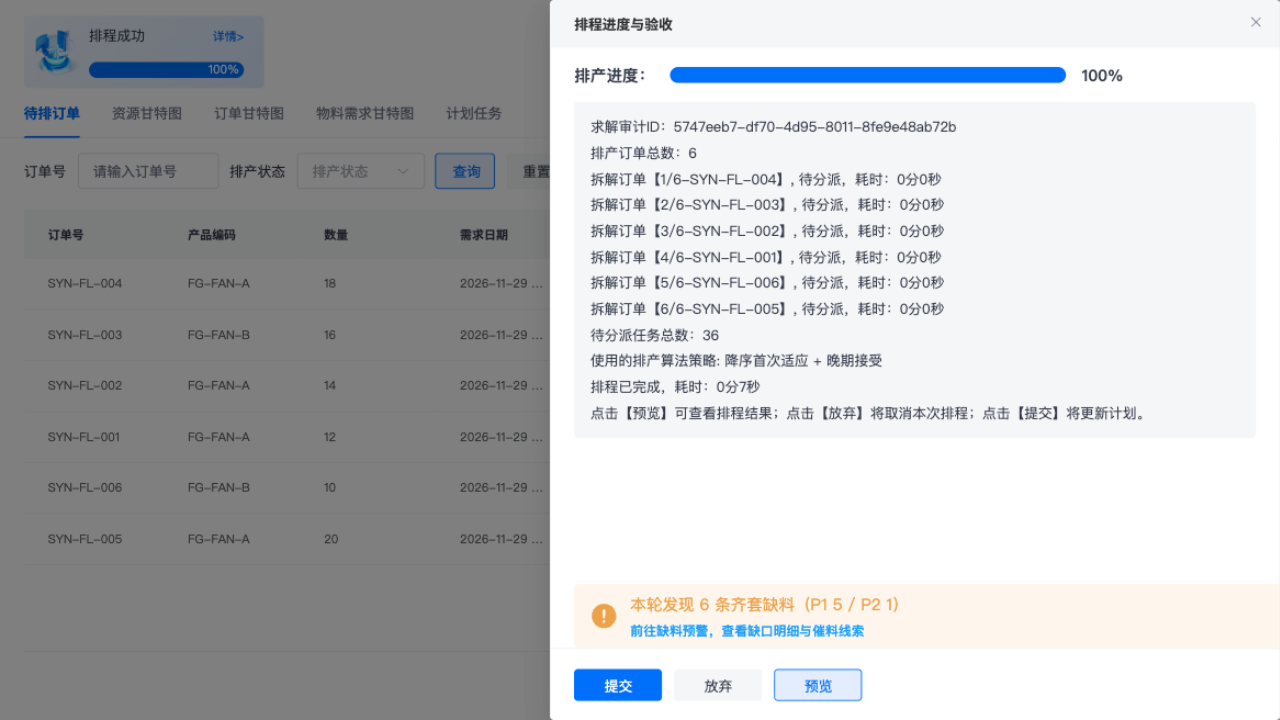 排程成功 详情>
100%
待排订单 资源甘特图 订单甘特图 物料需求甘特图 计划任务
订单号 请输入订单号 排产状态 排产状态 查询 重置
订单号 产品编码 数量 需求日期
SYN-FL-004 FG-FAN-A 18 2026-11-29 ...
SYN-FL-003 FG-FAN-B 16 2026-11-29 ...
SYN-FL-002 FG-FAN-A 14 2026-11-29 ...
SYN-FL-001 FG-FAN-A 12 2026-11-29 ...
SYN-FL-006 FG-FAN-B 10 2026-11-29 ...
SYN-FL-005 FG-FAN-A 20 2026-11-29 ...
排程进度与验收
排产进度： 100%
求解审计ID：5747eeb7-df70-4d95-8011-8fe9e48ab72b
排产订单总数：6
拆解订单【1/6-SYN-FL-004】, 待分派，耗时：0分0秒
拆解订单【2/6-SYN-FL-003】, 待分派，耗时：0分0秒
拆解订单【3/6-SYN-FL-002】, 待分派，耗时：0分0秒
拆解订单【4/6-SYN-FL-001】, 待分派，耗时：0分0秒
拆解订单【5/6-SYN-FL-006】, 待分派，耗时：0分0秒
拆解订单【6/6-SYN-FL-005】, 待分派，耗时：0分0秒
待分派任务总数：36
使用的排产算法策略: 降序首次适应 + 晚期接受
排程已完成，耗时：0分7秒
点击【预览】可查看排程结果；点击【放弃】将取消本次排程；点击【提交】将更新计划。
本轮发现 6 条齐套缺料（P1 5 / P2 1）
前往缺料预警，查看缺口明细与催料线索
提交 放弃 预览